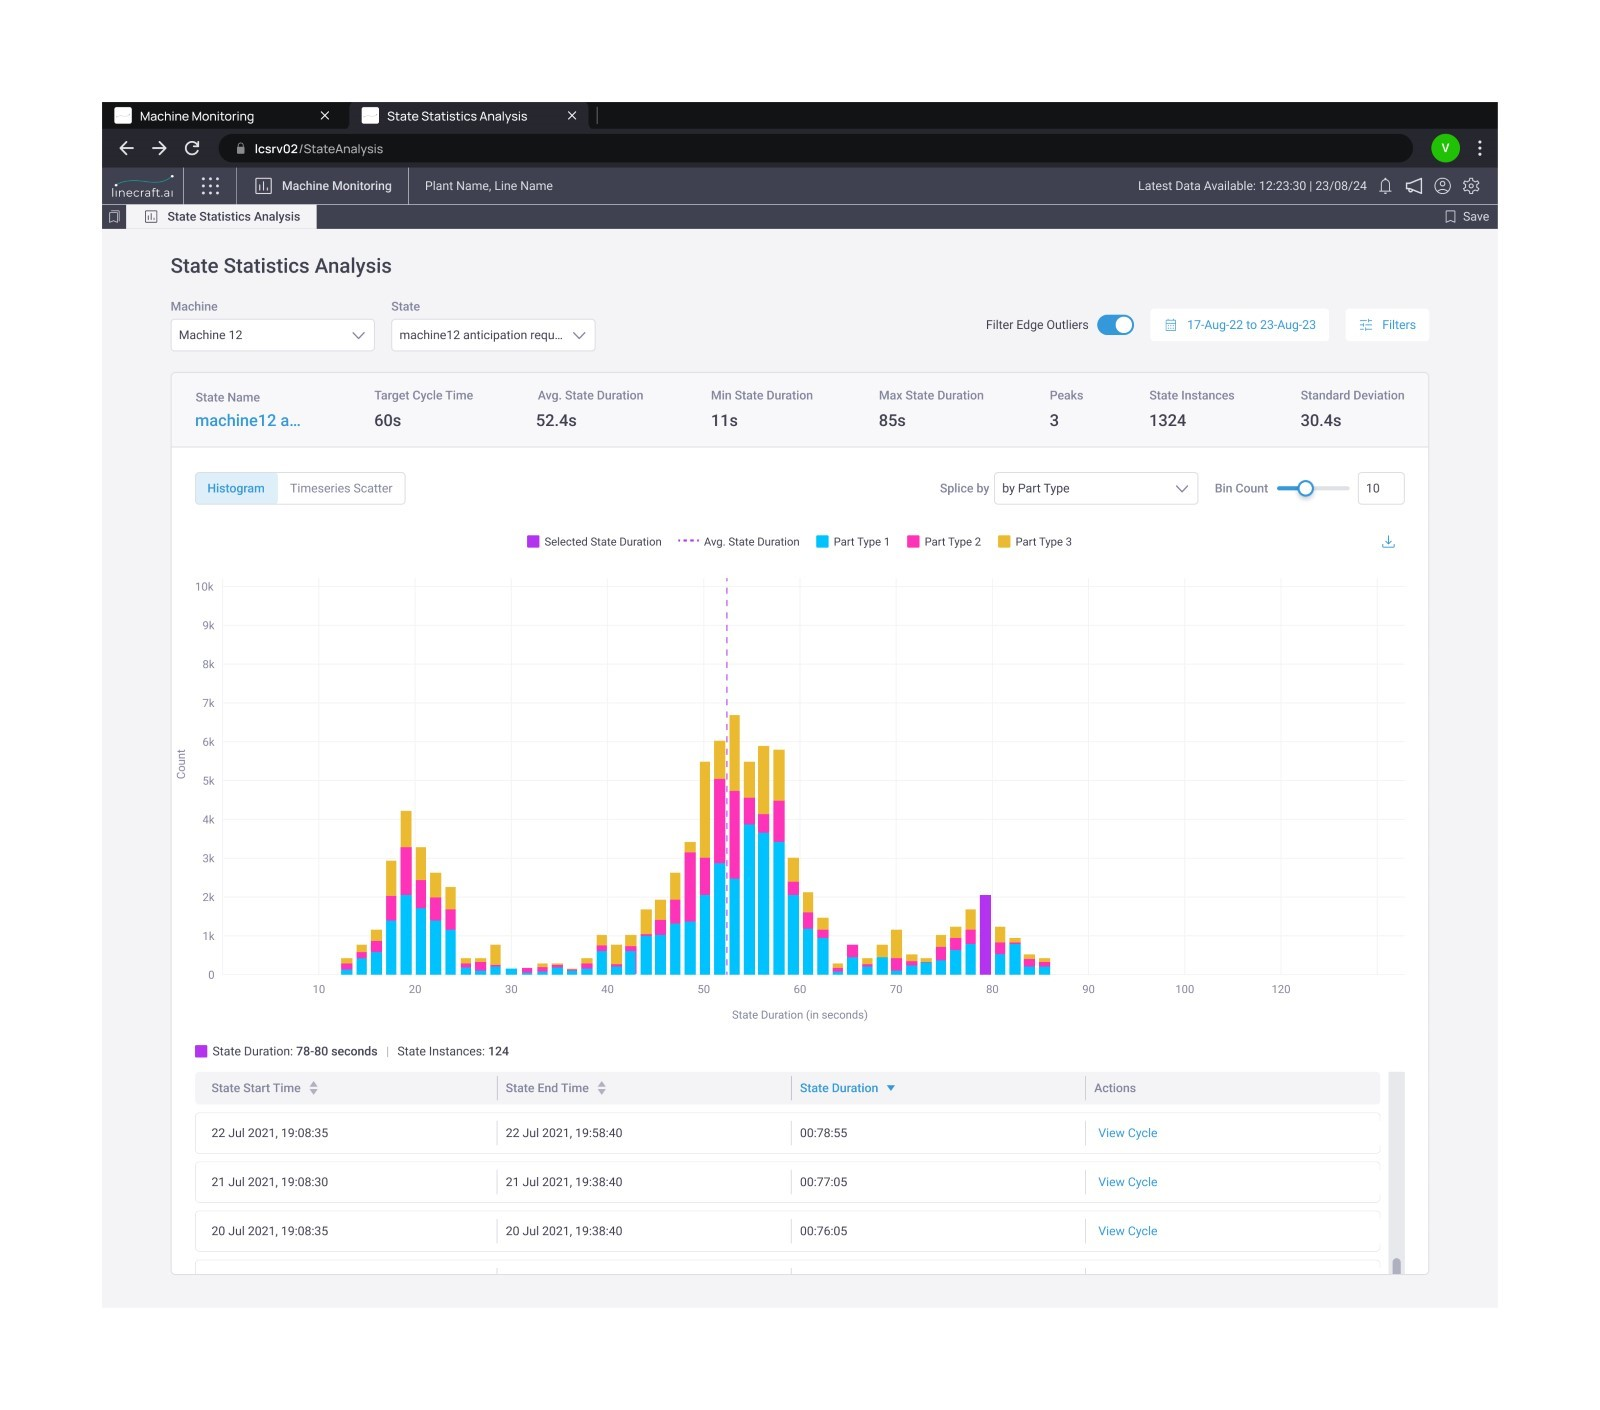 Machine Monitoring
State Statistics Analysis
lcsrv02/StateAnalysis
V
linecraft.ai
Machine Monitoring
Plant Name, Line Name
Latest Data Available: 12:23:30 | 23/08/24
State Statistics Analysis
Save
State Statistics Analysis
Machine
State
Machine 12
machine12 anticipation requ...
Filter Edge Outliers
17-Aug-22 to 23-Aug-23
Filters
State Name
machine12 a...
Target Cycle Time
60s
Avg. State Duration
52.4s
Min State Duration
11s
Max State Duration
85s
Peaks
3
State Instances
1324
Standard Deviation
30.4s
Histogram
Timeseries Scatter
Splice by
by Part Type
Bin Count
10
Selected State Duration
Avg. State Duration
Part Type 1
Part Type 2
Part Type 3
10k
9k
8k
7k
6k
5k
4k
3k
2k
1k
0
Count
10 20 30 40 50 60 70 80 90 100 120
State Duration (in seconds)
State Duration: 78-80 seconds | State Instances: 124
State Start Time State End Time State Duration Actions
22 Jul 2021, 19:08:35 22 Jul 2021, 19:58:40 00:78:55 View Cycle
21 Jul 2021, 19:08:30 21 Jul 2021, 19:38:40 00:77:05 View Cycle
20 Jul 2021, 19:08:35 20 Jul 2021, 19:38:40 00:76:05 View Cycle